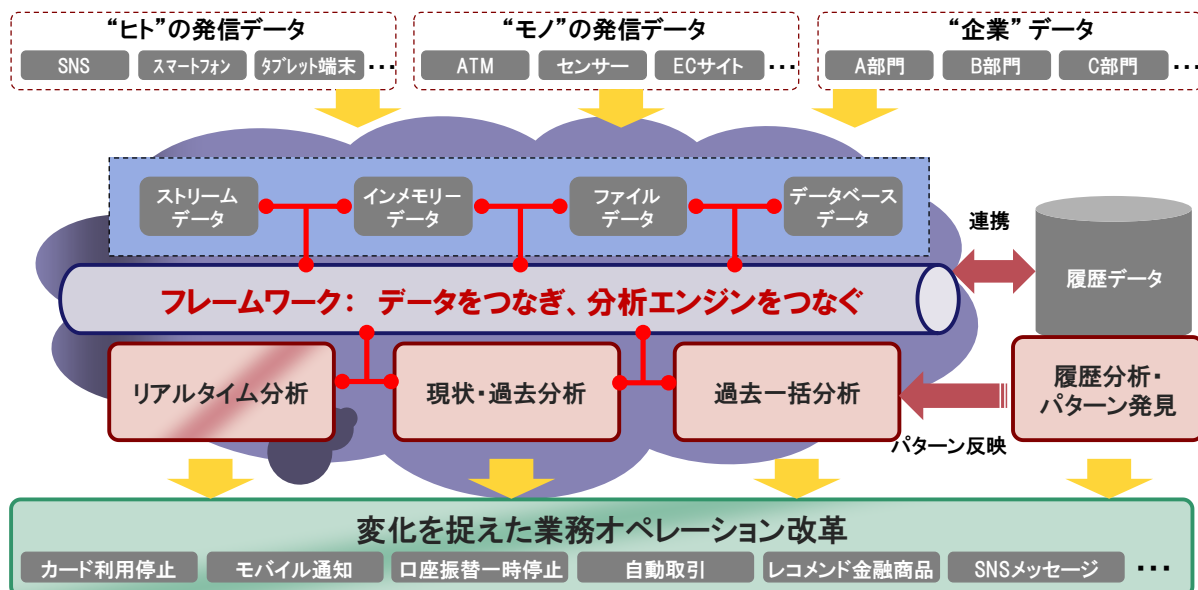 “ヒト”の発信データ
SNS
スマートフォン
タブレット端末
･･･
“モノ”の発信データ
ATM
センサー
ECサイト
･･･
“企業” データ
A部門
B部門
C部門
･･･
ストリーム
データ
インメモリー
データ
ファイル
データ
データベース
データ
連携
履歴データ
フレームワーク： データをつなぎ、分析エンジンをつなぐ
リアルタイム分析
現状・過去分析
過去一括分析
履歴分析・
パターン発見
パターン反映
変化を捉えた業務オペレーション改革
カード利用停止
モバイル通知
口座振替一時停止
自動取引
レコメンド金融商品
SNSメッセージ
･･･